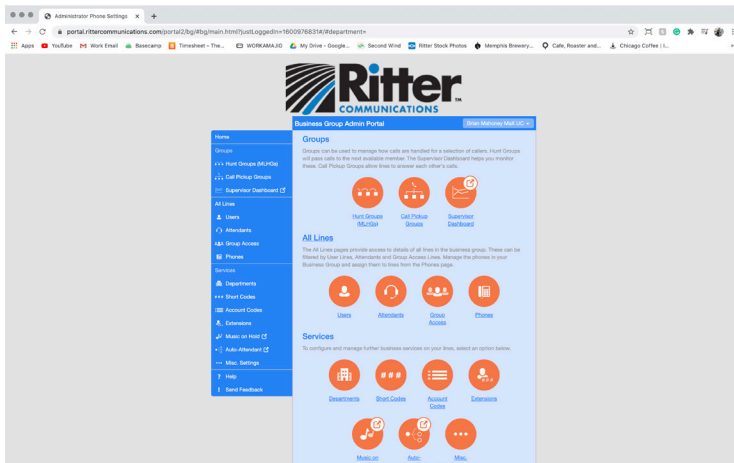 Administrator Phone Settings
portal.rittercommunications.com/portal2/bg/#bg/main.html?justLoggedIn=1600976831#/#department=
Apps YouTube M Work Email Basecamp Timesheet – The... WORKAMAJIG My Drive - Google... Second Wind Ritter Stock Photos Memphis Brewery... Cafe, Roaster and... Chicago Coffee | I...
Ritter
COMMUNICATIONS
Business Group Admin Portal
Brian Mahoney Melt UC
Home
Groups
Hunt Groups (MLHGs)
Call Pickup Groups
Supervisor Dashboard
All Lines
Users
Attendants
Group Access
Phones
Services
Departments
### Short Codes
Account Codes
Extensions
Music on Hold
Auto-Attendant
Misc. Settings
? Help
Send Feedback
Groups
Groups can be used to manage how calls are handled for a selection of callers. Hunt Groups
will pass calls to the next available member. The Supervisor Dashboard helps you monitor
these. Call Pickup Groups allow lines to answer each other's calls.
Hunt Groups
(MLHGs)
Call Pickup
Groups
Supervisor
Dashboard
All Lines
The All Lines pages provide access to details of all lines in the business group. These can be
filtered by User Lines, Attendants and Group Access Lines. Manage the phones in your
Business Group and assign them to lines from the Phones page.
Users
Attendants
Group
Access
Phones
Services
To configure and manage further business services on your lines, select an option below.
###
Departments
Short Codes
Account
Codes
Extensions
Music on
Auto-
Misc.